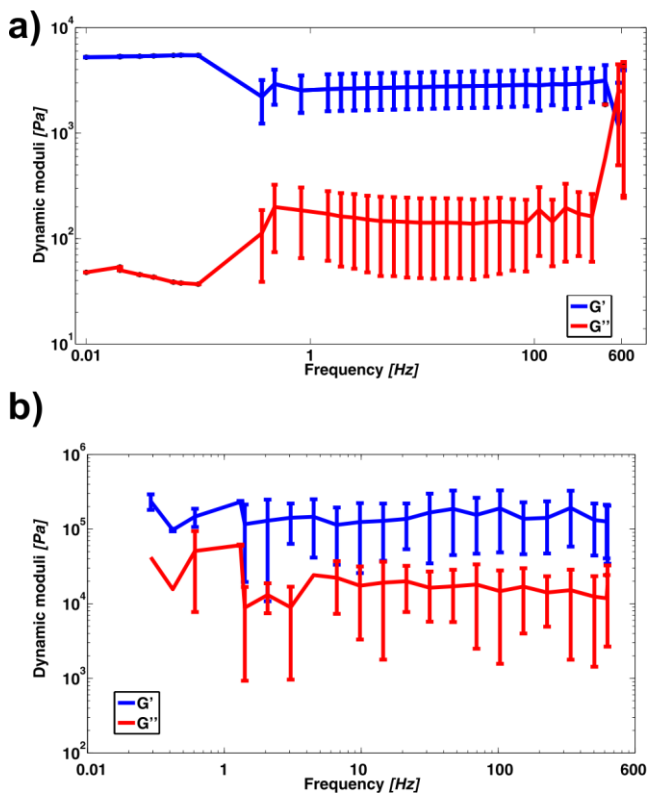 a)
10^4
10^3
10^2
10^1
Dynamic moduli [Pa]
G'
G''
0.01
1
100
600
Frequency [Hz]
b)
10^6
10^5
10^4
10^3
10^2
Dynamic moduli [Pa]
G'
G''
0.01
1
10
100
600
Frequency [Hz]